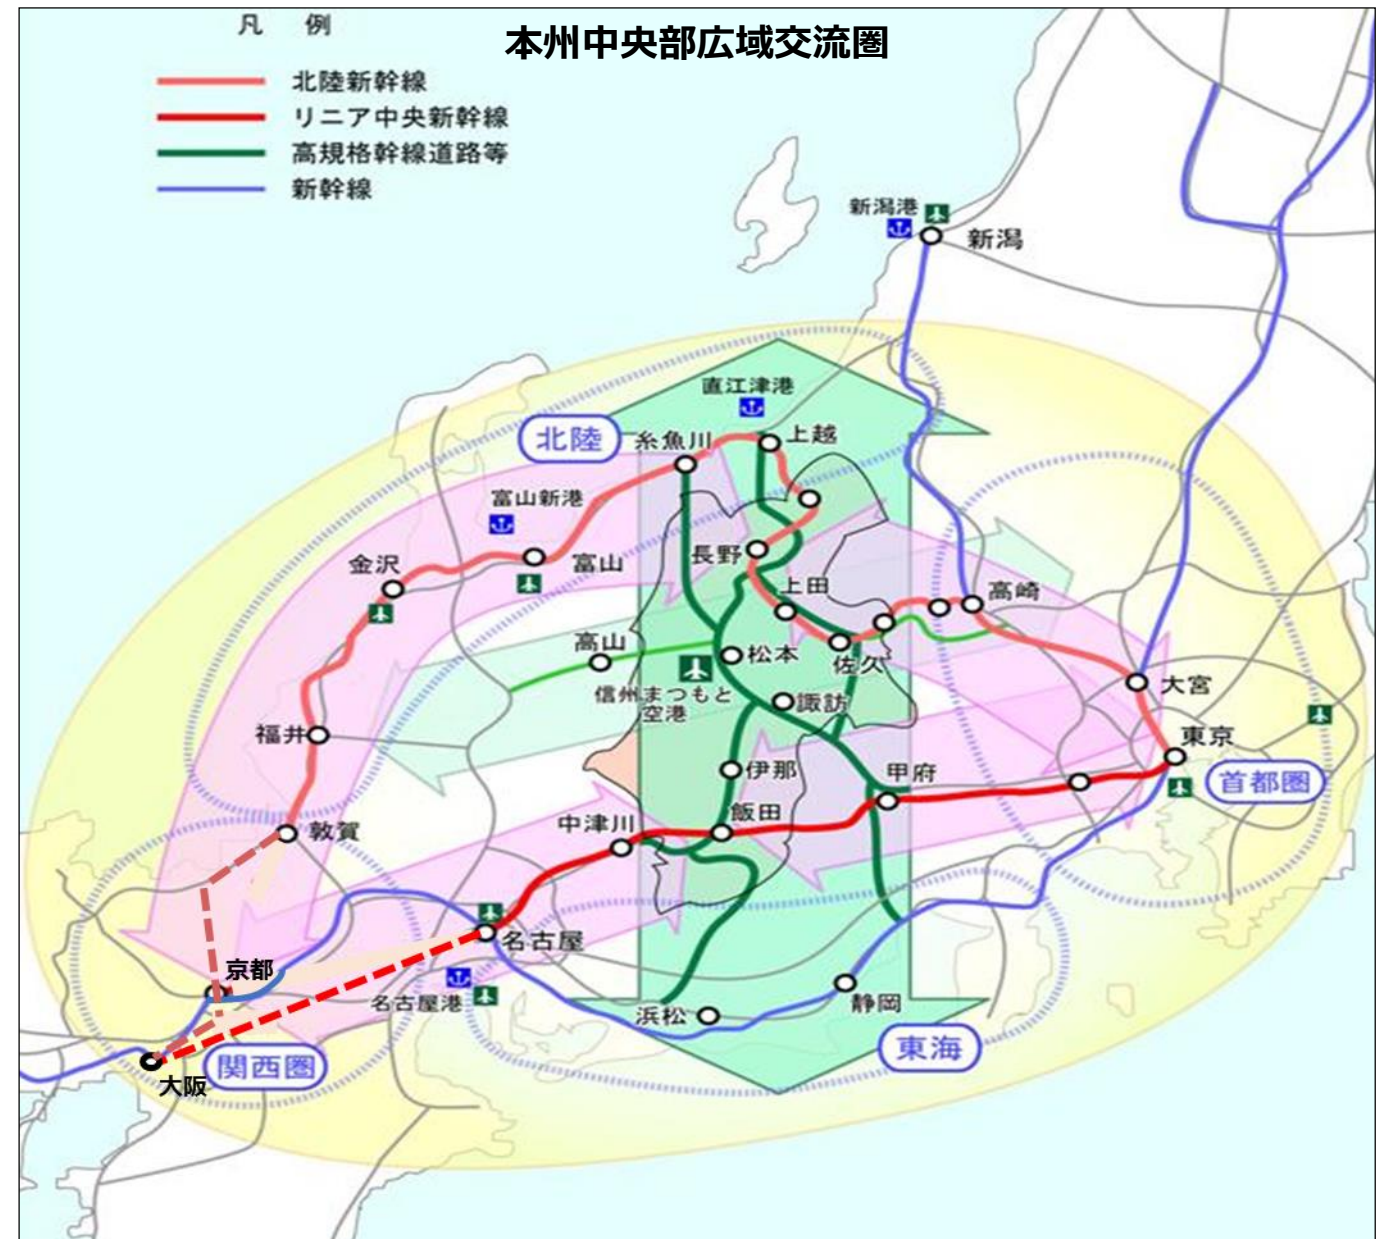 本州中央部広域交流圏
凡 例
北陸新幹線
リニア中央新幹線
高規格幹線道路等
新幹線
新潟港
新潟
直江津港
北陸
糸魚川
上越
富山新港
金沢
富山
長野
上田
高崎
高山
松本
佐久
信州まつもと
空港
諏訪
大宮
福井
東京
伊那
甲府
首都圏
敦賀
中津川
飯田
名古屋
京都
名古屋港
浜松
静岡
東海
関西圏
大阪